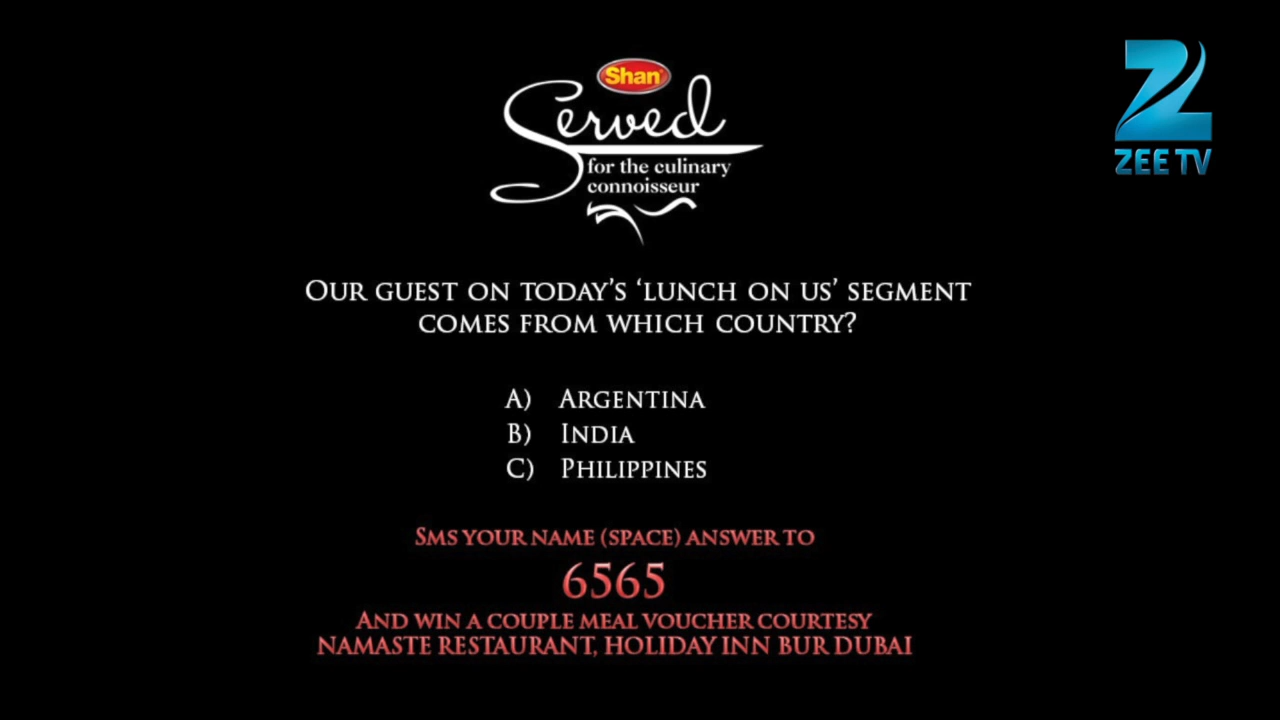 Shan
Served
for the culinary
connoisseur
ZEE TV
OUR GUEST ON TODAY'S 'LUNCH ON US' SEGMENT
COMES FROM WHICH COUNTRY?
A) ARGENTINA
B) INDIA
C) PHILIPPINES
SMS YOUR NAME (SPACE) ANSWER TO
6565
AND WIN A COUPLE MEAL VOUCHER COURTESY
NAMASTE RESTAURANT, HOLIDAY INN BUR DUBAI